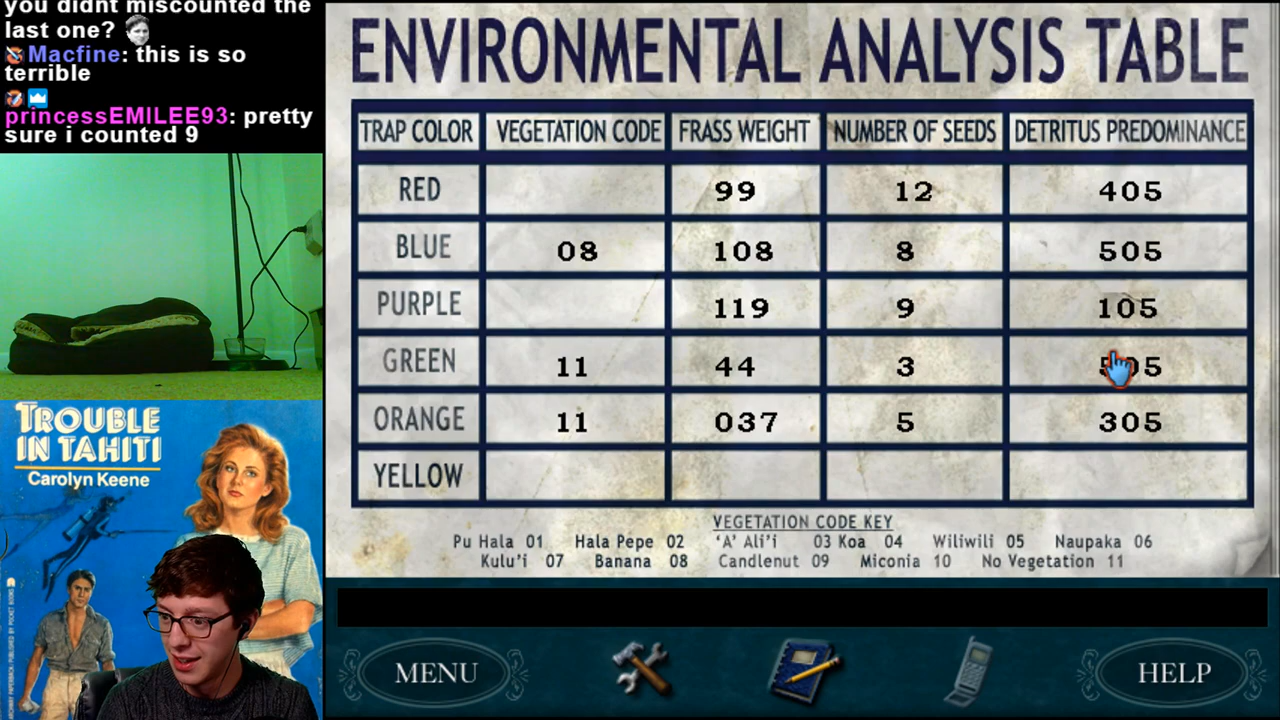 you didnt miscounted the
last one?
Macfine: this is so
terrible
princessEMILEE93: pretty
sure i counted 9
TROUBLE
IN TAHITI
Carolyn Keene
ENVIRONMENTAL ANALYSIS TABLE
TRAP COLOR VEGETATION CODE FRASS WEIGHT NUMBER OF SEEDS DETRITUS PREDOMINANCE
RED 99 12 405
BLUE 08 108 8 505
PURPLE 119 9 105
GREEN 11 44 3
ORANGE 11 037 5 305
YELLOW
VEGETATION CODE KEY
Pu Hala 01 Hala Pepe 02 'A' Ali'i 03 Koa 04 Wiliwili 05 Naupaka 06
Kulu'i 07 Banana 08 Candlenut 09 Miconia 10 No Vegetation 11
MENU
HELP